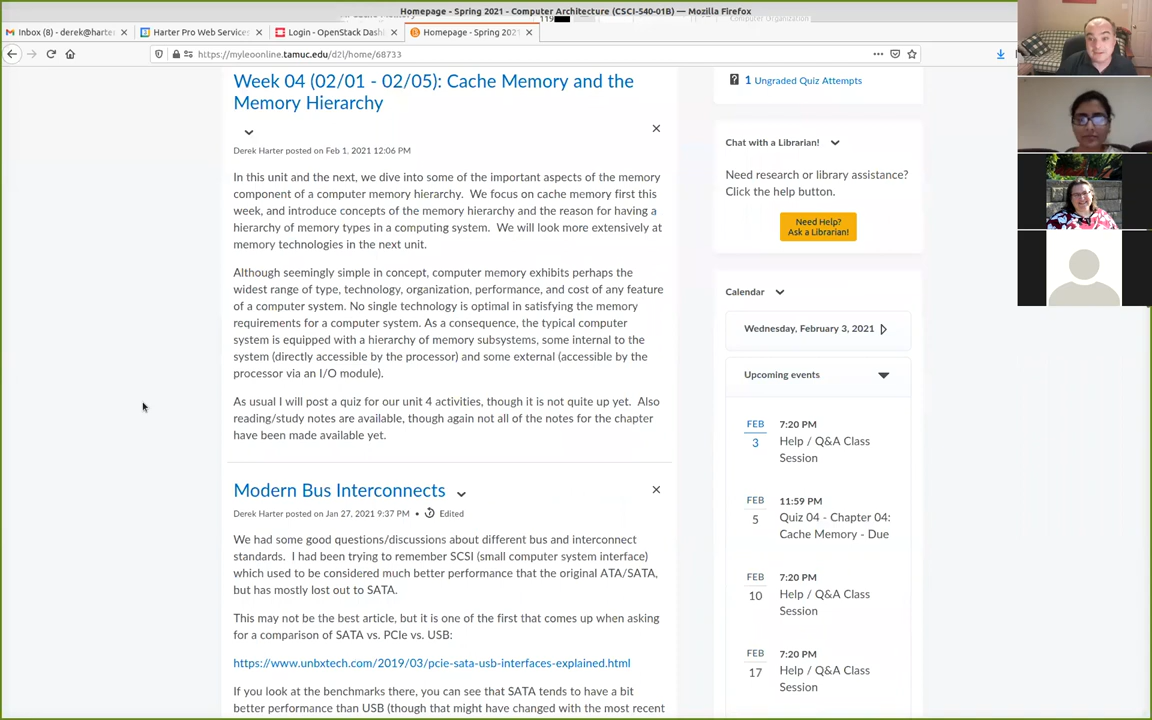 Homepage - Spring 2021 - Computer Architecture (CSCI-540-01B) — Mozilla Firefox
Inbox (8) - derek@harter
Harter Pro Web Services
Login - OpenStack Dash
Homepage - Spring 2021
https://myleoonline.tamuc.edu/d2l/home/68733
Week 04 (02/01 - 02/05): Cache Memory and the
Memory Hierarchy
Derek Harter posted on Feb 1, 2021 12:06 PM
In this unit and the next, we dive into some of the important aspects of the memory
component of a computer memory hierarchy. We focus on cache memory first this
week, and introduce concepts of the memory hierarchy and the reason for having a
hierarchy of memory types in a computing system. We will look more extensively at
memory technologies in the next unit.
Although seemingly simple in concept, computer memory exhibits perhaps the
widest range of type, technology, organization, performance, and cost of any feature
of a computer system. No single technology is optimal in satisfying the memory
requirements for a computer system. As a consequence, the typical computer
system is equipped with a hierarchy of memory subsystems, some internal to the
system (directly accessible by the processor) and some external (accessible by the
processor via an I/O module).
As usual I will post a quiz for our unit 4 activities, though it is not quite up yet. Also
reading/study notes are available, though again not all of the notes for the chapter
have been made available yet.
Modern Bus Interconnects
Derek Harter posted on Jan 27, 2021 9:37 PM • Edited
We had some good questions/discussions about different bus and interconnect
standards. I had been trying to remember SCSI (small computer system interface)
which used to be considered much better performance that the original ATA/SATA,
but has mostly lost out to SATA.
This may not be the best article, but it is one of the first that comes up when asking
for a comparison of SATA vs. PCIe vs. USB:
https://www.unbxtech.com/2019/03/pcie-sata-usb-interfaces-explained.html
If you look at the benchmarks there, you can see that SATA tends to have a bit
better performance than USB (though that might have changed with the most recent
1 Ungraded Quiz Attempts
Chat with a Librarian!
Need research or library assistance?
Click the help button.
Need Help?
Ask a Librarian!
Calendar
Wednesday, February 3, 2021
Upcoming events
FEB
3
7:20 PM
Help / Q&A Class
Session
FEB
5
11:59 PM
Quiz 04 - Chapter 04:
Cache Memory - Due
FEB
10
7:20 PM
Help / Q&A Class
Session
FEB
17
7:20 PM
Help / Q&A Class
Session